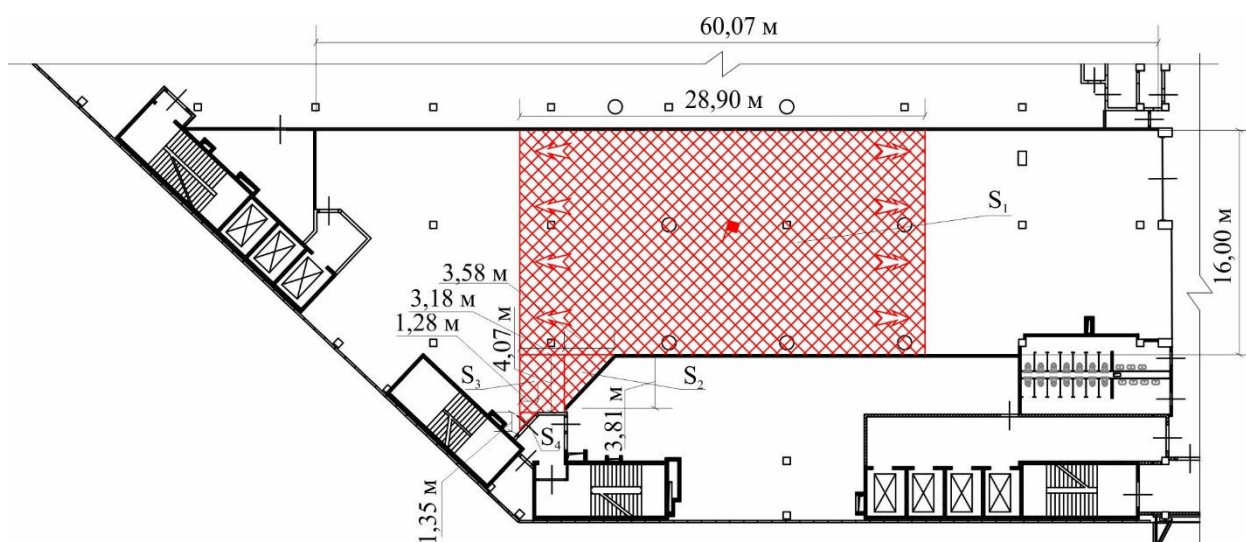 60,07 м
28,90 м
S₁
16,00 м
3,58 м
3,18 м
1,28 м
4,07 м
S₃
S₂
S₄
3,81 м
1,35 м